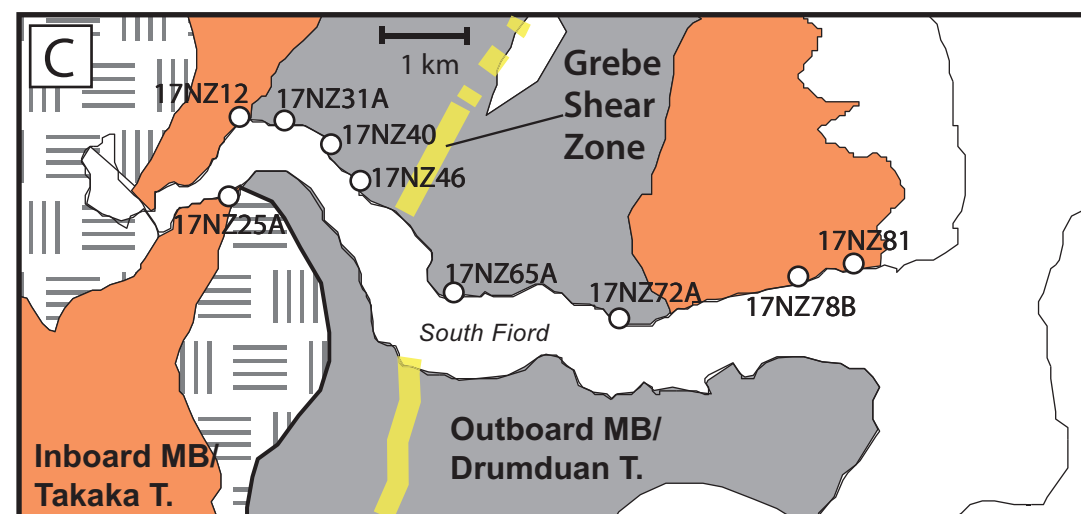 C
1 km
Grebe
Shear
Zone
17NZ12
17NZ31A
17NZ40
17NZ46
17NZ25A
17NZ65A
17NZ72A
17NZ81
17NZ78B
South Fiord
Inboard MB/
Takaka T.
Outboard MB/
Drumduan T.